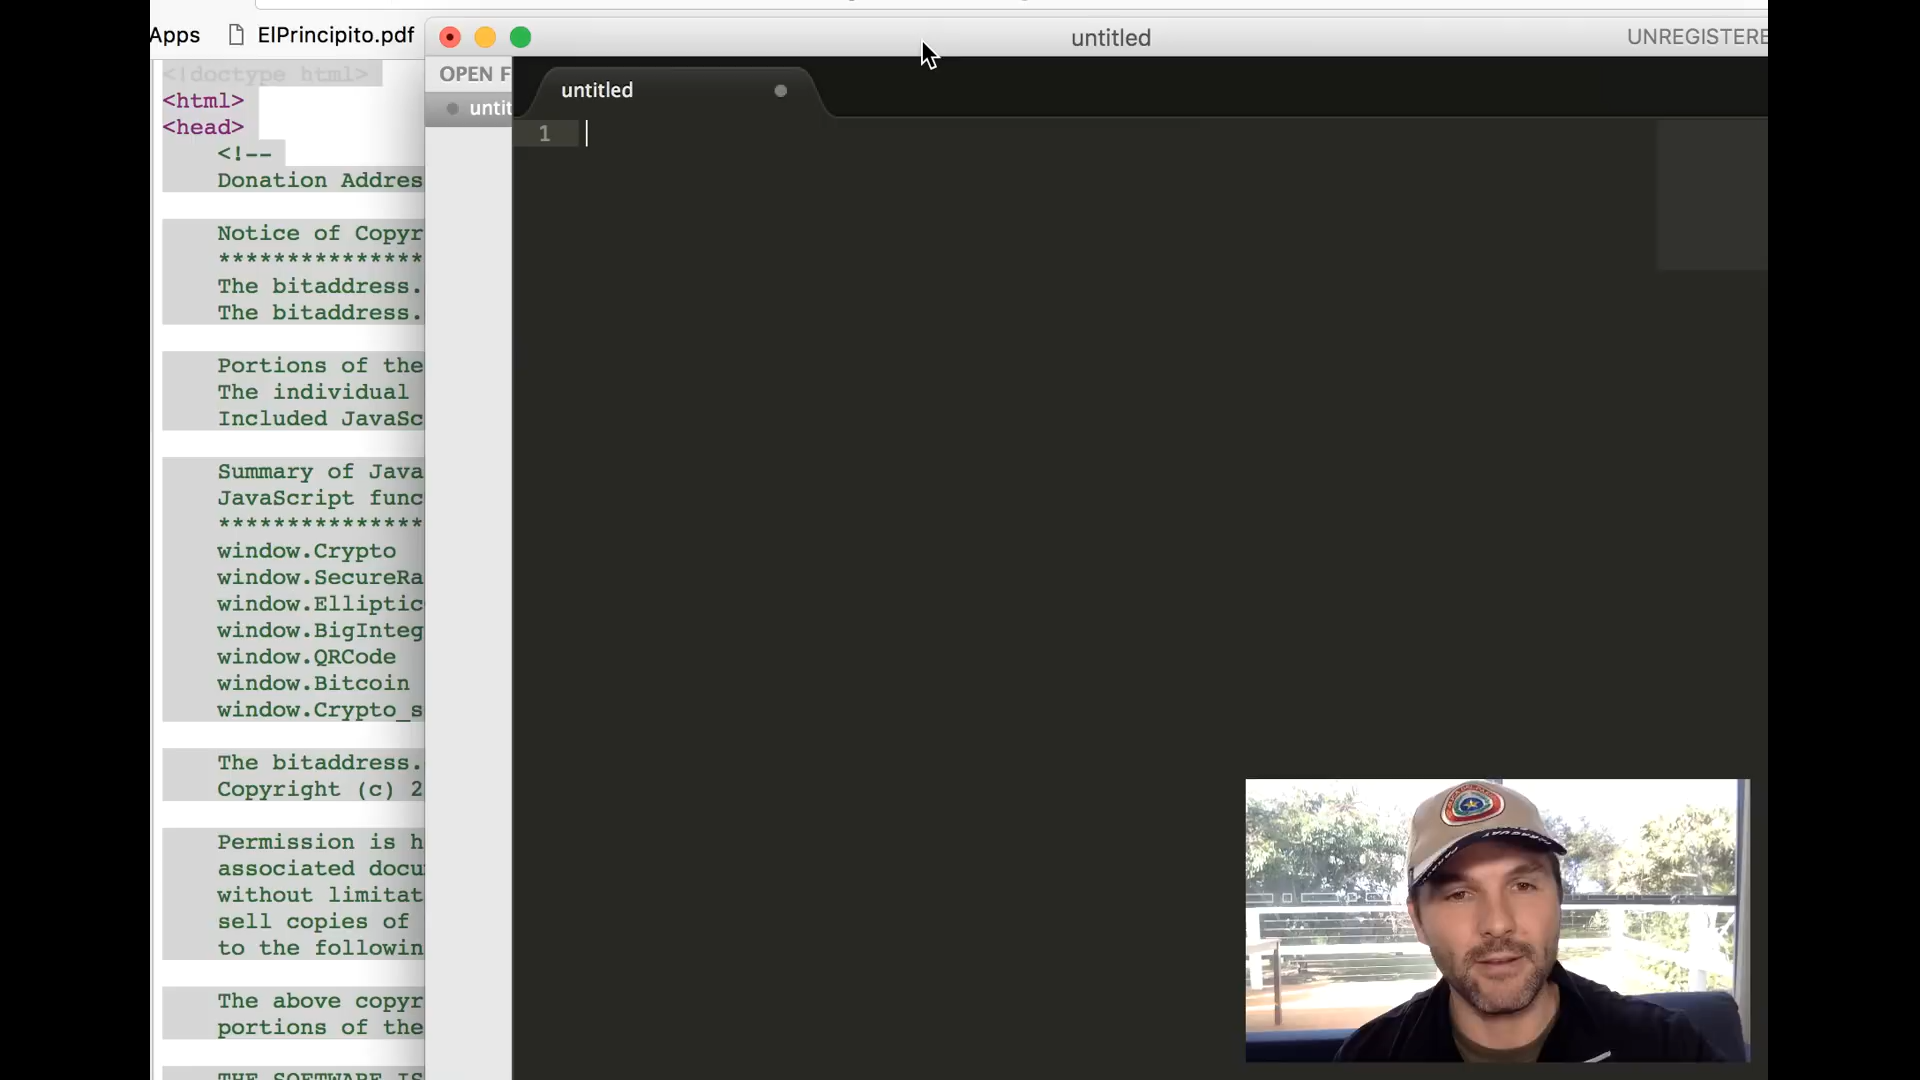 Apps ElPrincipito.pdf
untitled
UNREGISTERE
OPEN F
untitled
untit
1
<!doctype html>
<html>
<head>
<!--
Donation Addres
Notice of Copyr
***************
The bitaddress.
The bitaddress.
Portions of the
The individual
Included JavaSc
Summary of Java
JavaScript func
***************
window.Crypto
window.SecureRa
window.Elliptic
window.BigInteg
window.QRCode
window.Bitcoin
window.Crypto_s
The bitaddress.
Copyright (c) 2
Permission is h
associated docu
without limitat
sell copies of
to the followin
The above copyr
portions of the
THE SOFTWARE IS